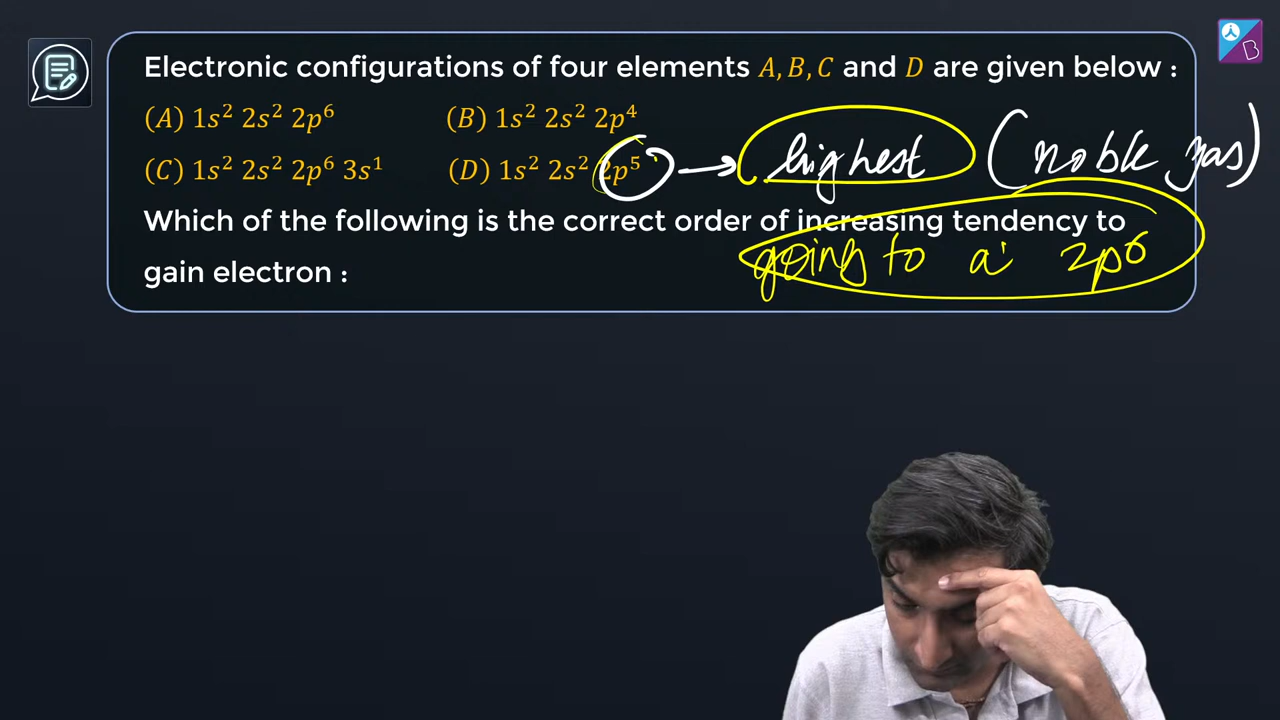 Electronic configurations of four elements A, B, C and D are given below :
(A) 1s² 2s² 2p⁶ (B) 1s² 2s² 2p⁴
(C) 1s² 2s² 2p⁶ 3s¹ (D) 1s² 2s² 2p⁵ → highest (noble gas)
Which of the following is the correct order of increasing tendency to
gain electron :
going to a 2p6
B